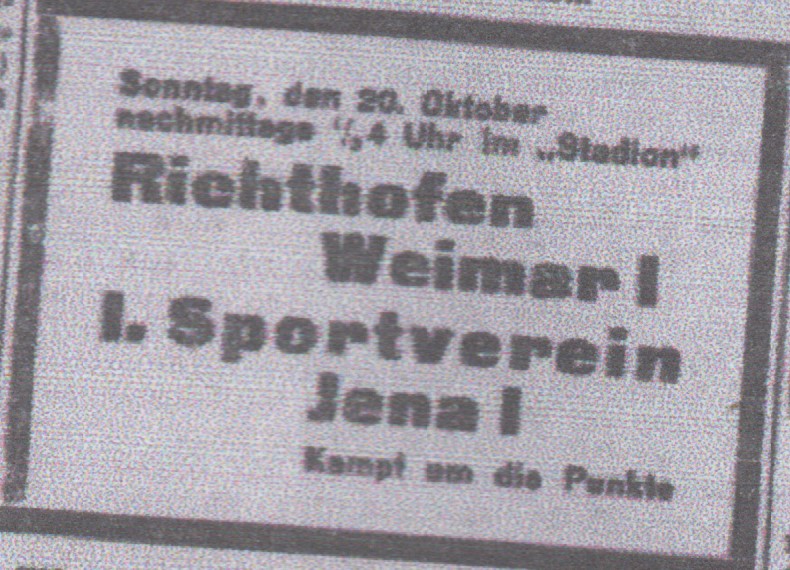 Sonntag, den 20. Oktober
nachmittags ½4 Uhr im „Stadion“
Richthofen
Weimar I
I. Sportverein
Jena I
Kampf um die Punkte